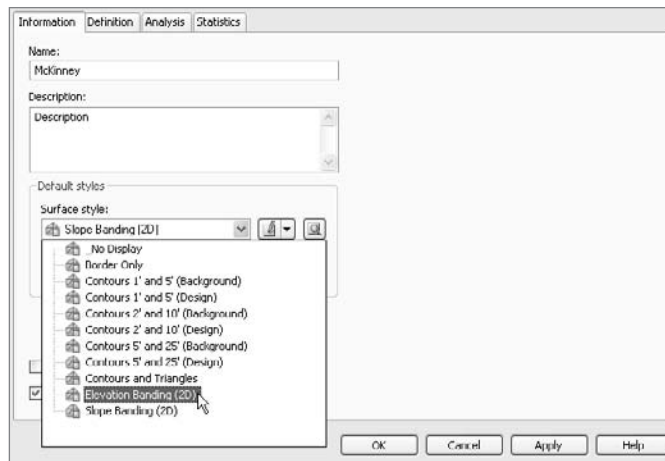 Information Definition Analysis Statistics
Name:
McKinney
Description:
Description
Default styles
Surface style:
Slope Banding (2D)
_No Display
Border Only
Contours 1' and 5' (Background)
Contours 1' and 5' (Design)
Contours 2' and 10' (Background)
Contours 2' and 10' (Design)
Contours 5' and 25' (Background)
Contours 5' and 25' (Design)
Contours and Triangles
Elevation Banding (2D)
Slope Banding (2D)
OK Cancel Apply Help